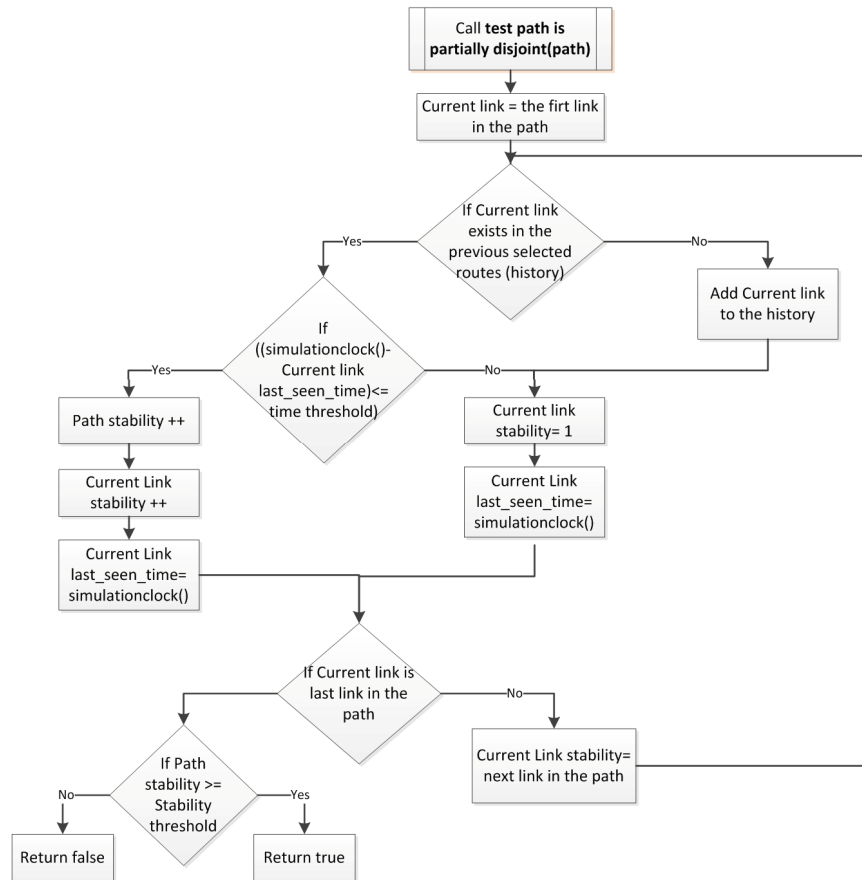 Call test path is
partially disjoint(path)
Current link = the firt link
in the path
If Current link
exists in the
previous selected
routes (history)
Yes
No
Add Current link
to the history
If
((simulationclock()-
Current link
last_seen_time)<=
time threshold)
Yes
No
Path stability ++
Current link
stability= 1
Current Link
stability ++
Current Link
last_seen_time=
simulationclock()
Current Link
last_seen_time=
simulationclock()
If Current link is
last link in the
path
No
Current Link stability=
next link in the path
If Path
stability >=
Stability
threshold
No
Yes
Return false
Return true